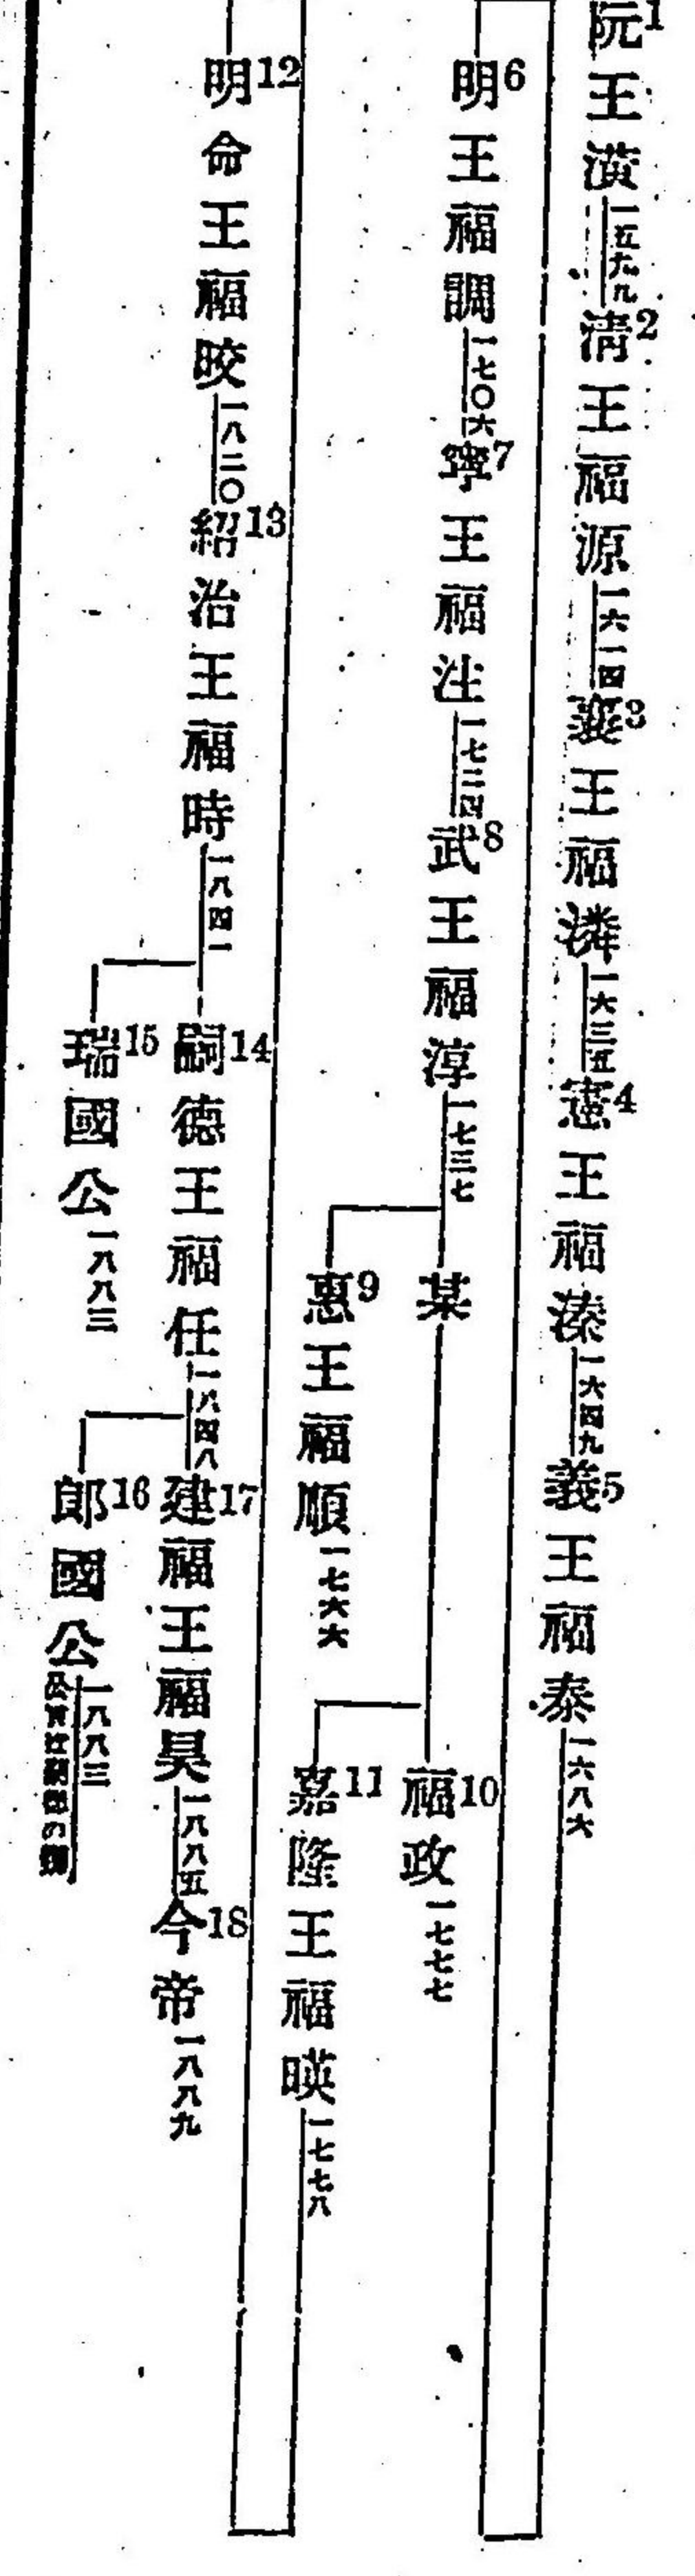 1阮王潢一五九九 2淸王福源一六一四 3襄王福潾一六三五 4憲王福溱一六四九 5義王福泰一六八六
6明王福調一七〇六 7寧王福注一七二四 8武王福淳一七三七 某 10福政一七七七
9惠王福順一七六六 11嘉隆王福暎一七七八
12明命王福晈一八二〇 13紹治王福時一八四一 14嗣德王福任一八四八 17建福王福昊一八八五 18今帝一八八九
15瑞國公一八八三 16郎國公一八八三